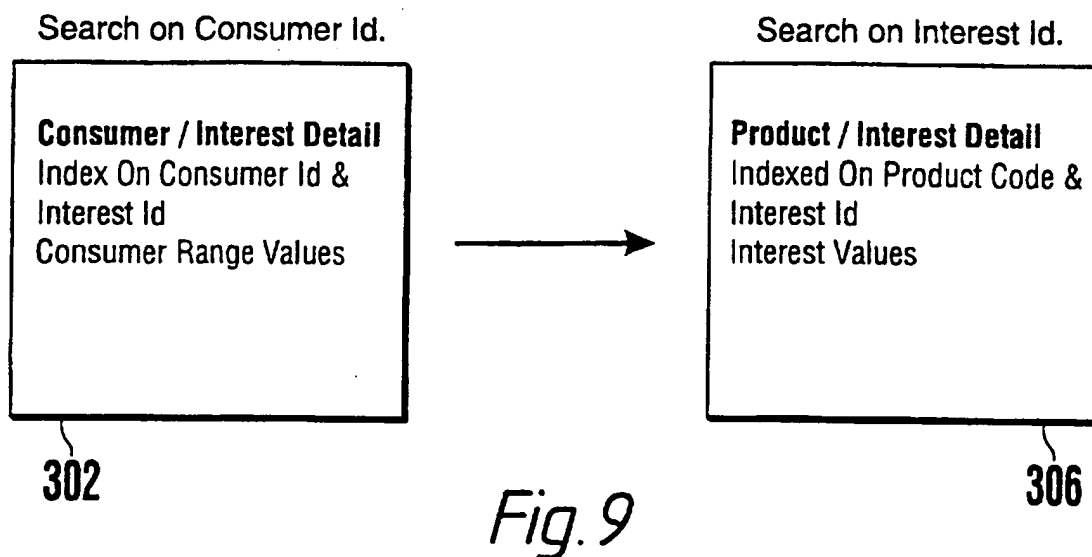 Search on Consumer Id.
Consumer / Interest Detail
Index On Consumer Id &
Interest Id
Consumer Range Values
302
Search on Interest Id.
Product / Interest Detail
Indexed On Product Code &
Interest Id
Interest Values
306
Fig. 9